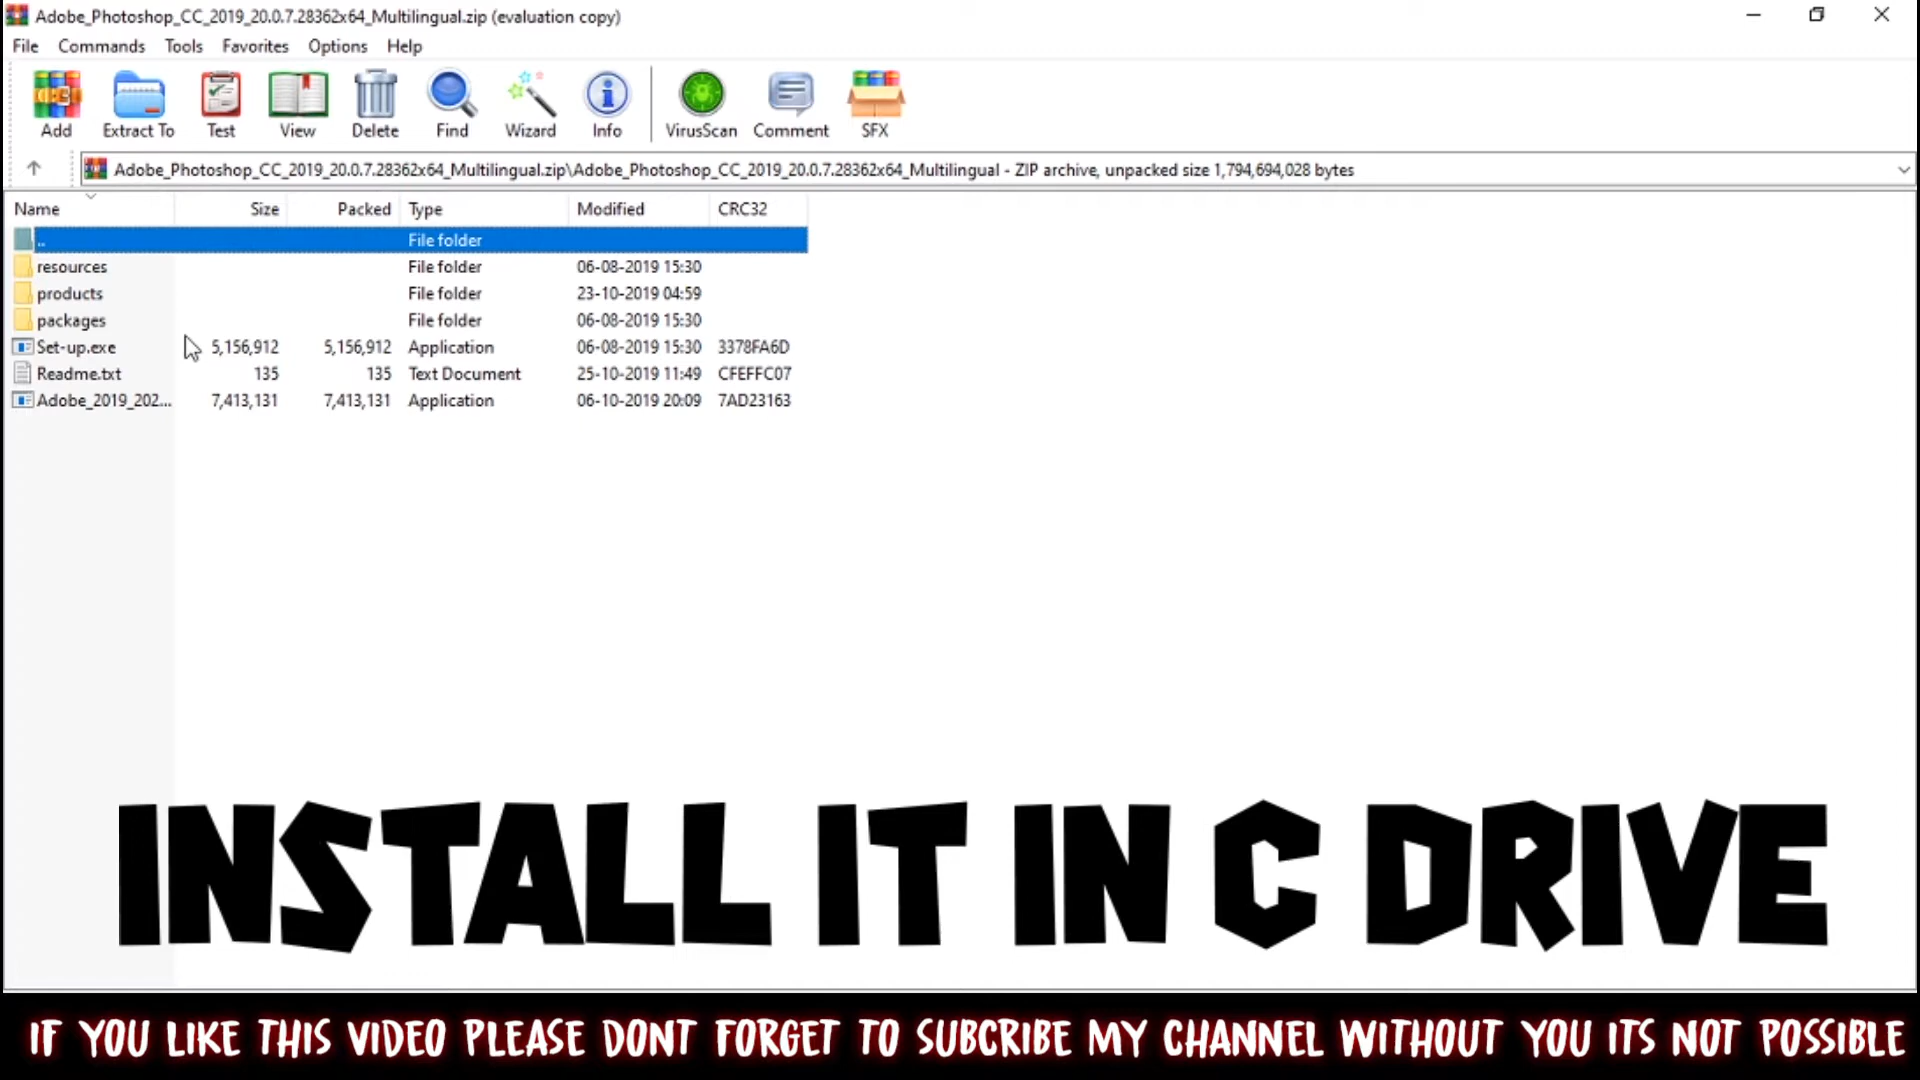 Adobe_Photoshop_CC_2019_20.0.7.28362x64_Multilingual.zip (evaluation copy)
File Commands Tools Favorites Options Help
Add Extract To Test View Delete Find Wizard Info VirusScan Comment SFX
Adobe_Photoshop_CC_2019_20.0.7.28362x64_Multilingual.zip\Adobe_Photoshop_CC_2019_20.0.7.28362x64_Multilingual - ZIP archive, unpacked size 1,794,694,028 bytes
Name Size Packed Type Modified CRC32
.. File folder
resources File folder 06-08-2019 15:30
products File folder 23-10-2019 04:59
packages File folder 06-08-2019 15:30
Set-up.exe 5,156,912 5,156,912 Application 06-08-2019 15:30 3378FA6D
Readme.txt 135 135 Text Document 25-10-2019 11:49 CFEFFC07
Adobe_2019_202... 7,413,131 7,413,131 Application 06-10-2019 20:09 7AD23163
INSTALL IT IN C DRIVE
IF YOU LIKE THIS VIDEO PLEASE DONT FORGET TO SUBCRIBE MY CHANNEL WITHOUT YOU ITS NOT POSSIBLE